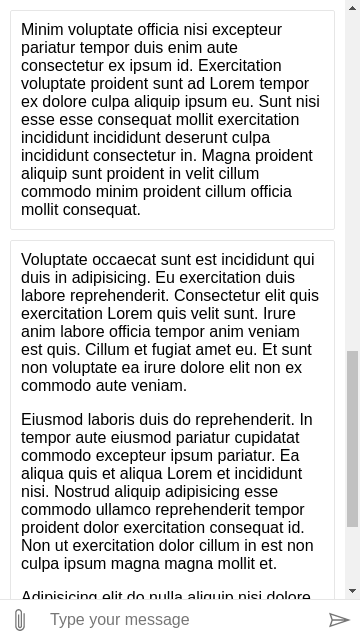 Minim voluptate officia nisi excepteur
pariatur tempor duis enim aute
consectetur ex ipsum id. Exercitation
voluptate proident sunt ad Lorem tempor
ex dolore culpa aliquip ipsum eu. Sunt nisi
esse esse consequat mollit exercitation
incididunt incididunt deserunt culpa
incididunt consectetur in. Magna proident
aliquip sunt proident in velit cillum
commodo minim proident cillum officia
mollit consequat.
Voluptate occaecat sunt est incididunt qui
duis in adipisicing. Eu exercitation duis
labore reprehenderit. Consectetur elit quis
exercitation Lorem quis velit sunt. Irure
anim labore officia tempor anim veniam
est quis. Cillum et fugiat amet eu. Et sunt
non voluptate ea irure dolore elit non ex
commodo aute veniam.
Eiusmod laboris duis do reprehenderit. In
tempor aute eiusmod pariatur cupidatat
commodo excepteur ipsum pariatur. Ea
aliqua quis et aliqua Lorem et incididunt
nisi. Nostrud aliquip adipisicing esse
commodo ullamco reprehenderit tempor
proident dolor exercitation consequat id.
Non ut exercitation dolor cillum in est non
culpa ipsum magna magna mollit et.
Adipisicing elit do nulla aliquip nisi dolore
Type your message